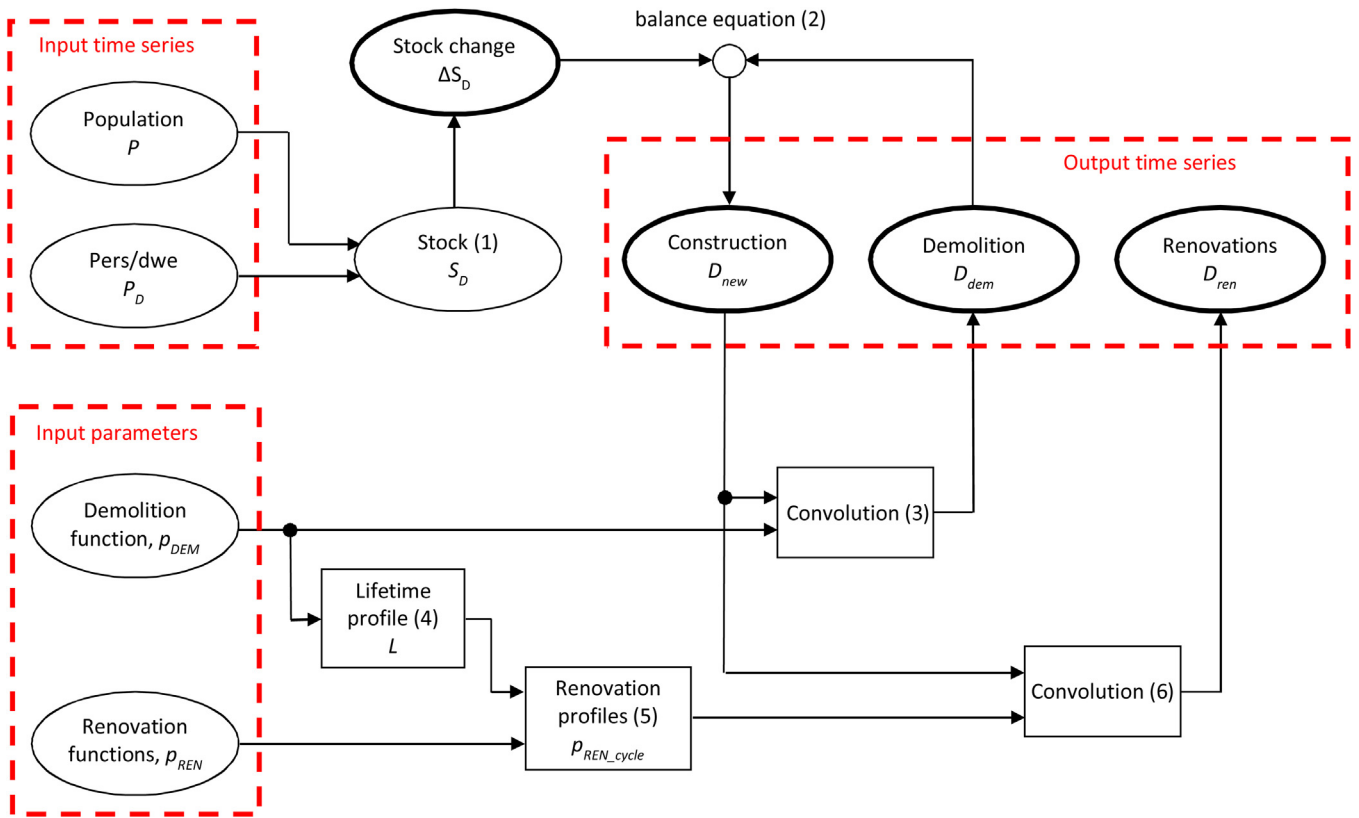 balance equation (2)
Input time series
Stock change
ΔS_D
Population
P
Output time series
Pers/dwe
P_D
Stock (1)
S_D
Construction
D_new
Demolition
D_dem
Renovations
D_ren
Input parameters
Demolition
function, p_DEM
Convolution (3)
Lifetime
profile (4)
L
Renovation
profiles (5)
p_REN_cycle
Convolution (6)
Renovation
functions, p_REN